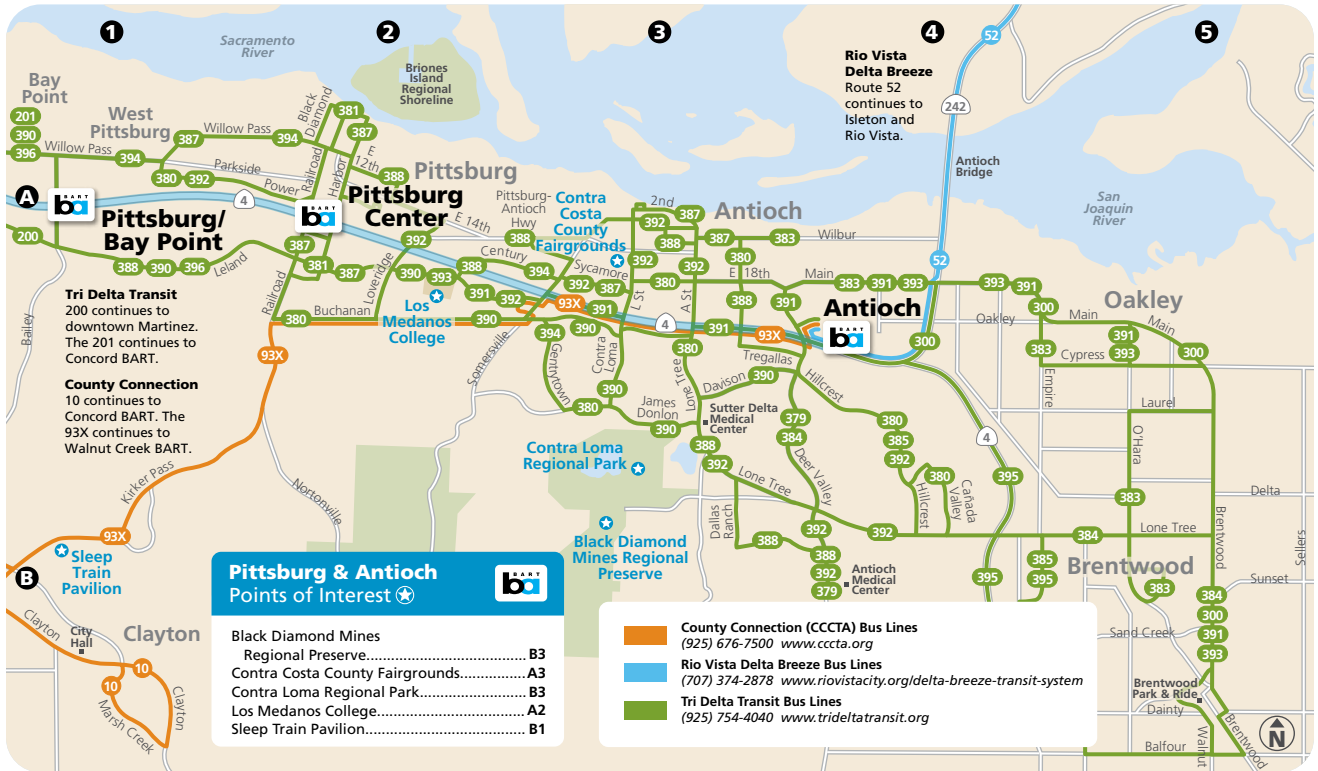 1
2
3
4
5
A
B
Sacramento
River
Briones
Island
Regional
Shoreline
Rio Vista
Delta Breeze
Route 52
continues to
Isleton and
Rio Vista.
52
242
Antioch
Bridge
San
Joaquin
River
52
Bay
Point
201
390
396
West
Pittsburg
Willow Pass
394
387
Willow Pass
394
Black
Diamond
381
387
E
12th
388
380
392
Parkside
Power
Railroad
Harbor
Pittsburg
BART
ba
Pittsburg/
Bay Point
4
BART
ba
Pittsburg
Center
200
388
390
396
Leland
387
381
387
392
Loveridge
E 14th
Pittsburg-
Antioch
Hwy
388
Contra
Costa
County
Fairgrounds
2nd
387
392
388
Antioch
387
383
Wilbur
380
392
392
Century
390
393
388
394
Sycamore
392
387
380
E 18th
Main
383
391
393
393
391
391
392
93X
391
L St
A St
388
391
Antioch
BART
ba
Tri Delta Transit
200 continues to
downtown Martinez.
The 201 continues to
Concord BART.
County Connection
10 continues to
Concord BART. The
93X continues to
Walnut Creek BART.
Bailey
Railroad
380
Buchanan
Los
Medanos
College
390
394
390
4
391
93X
300
300
Oakley
Main
Oakley
Main
391
393
383
Cypress
300
93X
Somersville
Gentrytown
Contra
Loma
380
Lone Tree
Tregallas
Davison
390
Hillcrest
Empire
Laurel
390
380
James
Donlon
390
Sutter Delta
Medical
Center
379
384
380
385
392
4
O'Hara
388
392
Contra Loma
Regional Park
Lone Tree
Deer Valley
380
Hillcrest
Cañada
Valley
395
383
Delta
Kirker Pass
Nortonville
Dallas
Ranch
392
392
384
Lone Tree
Brentwood
Sellers
93X
Sleep
Train
Pavilion
Black Diamond
Mines Regional
Preserve
388
388
392
379
Antioch
Medical
Center
395
385
395
Brentwood
383
Sunset
384
300
391
393
Sand Creek
Clayton
City
Hall
Clayton
10
10
Marsh Creek
Clayton
Brentwood
Park & Ride
Dainty
Balfour
Walnut
Brentwood
N
Pittsburg & Antioch
Points of Interest
BART
ba
Black Diamond Mines
Regional Preserve...................................... B3
Contra Costa County Fairgrounds.............. A3
Contra Loma Regional Park........................ B3
Los Medanos College................................. A2
Sleep Train Pavilion.................................... B1
County Connection (CCCTA) Bus Lines
(925) 676-7500 www.cccta.org
Rio Vista Delta Breeze Bus Lines
(707) 374-2878 www.riovistacity.org/delta-breeze-transit-system
Tri Delta Transit Bus Lines
(925) 754-4040 www.trideltatransit.org